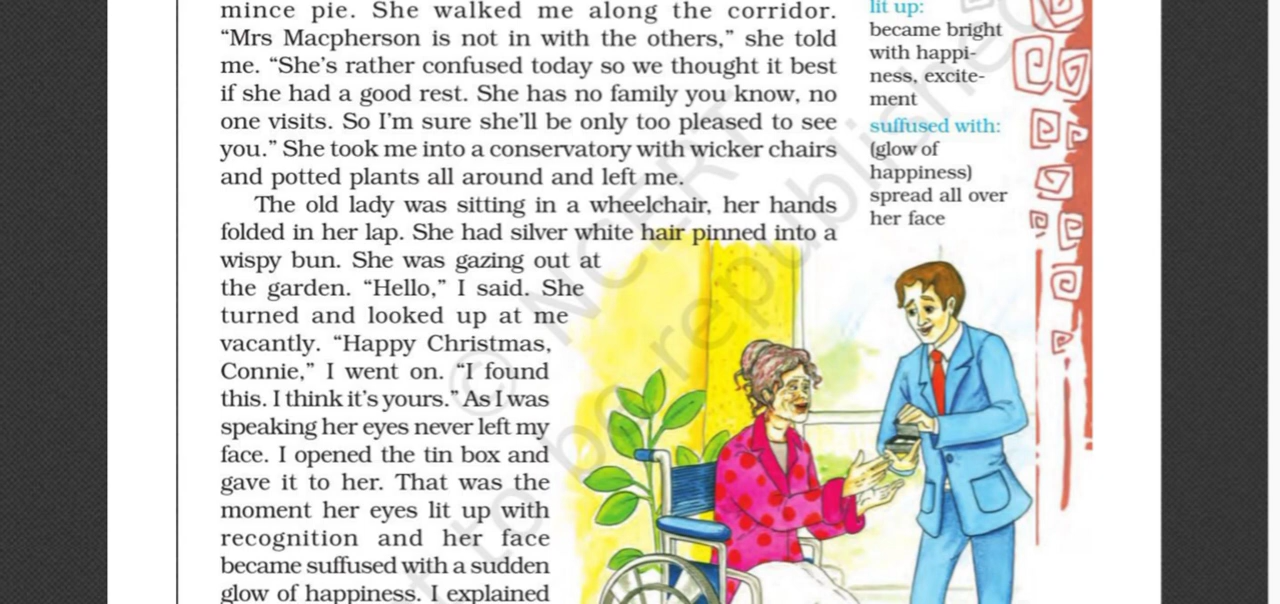 mince pie. She walked me along the corridor.
“Mrs Macpherson is not in with the others,” she told
me. “She’s rather confused today so we thought it best
if she had a good rest. She has no family you know, no
one visits. So I’m sure she’ll be only too pleased to see
you.” She took me into a conservatory with wicker chairs
and potted plants all around and left me.
The old lady was sitting in a wheelchair, her hands
folded in her lap. She had silver white hair pinned into a
wispy bun. She was gazing out at
the garden. “Hello,” I said. She
turned and looked up at me
vacantly. “Happy Christmas,
Connie,” I went on. “I found
this. I think it’s yours.” As I was
speaking her eyes never left my
face. I opened the tin box and
gave it to her. That was the
moment her eyes lit up with
recognition and her face
became suffused with a sudden
glow of happiness. I explained
lit up:
became bright
with happi-
ness, excite-
ment
suffused with:
(glow of
happiness)
spread all over
her face
© NCERT
not to be republished